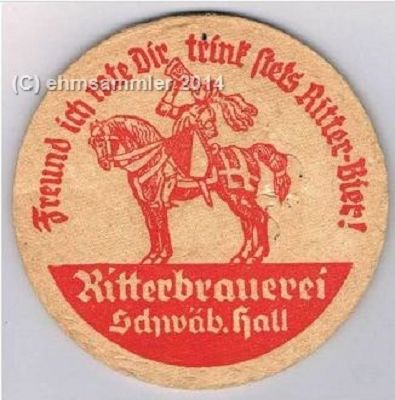 Freund ich rate Dir trink stets Ritter-Bier!
(C) ehmsammler 2014
Ritterbrauerei
Schwäb. Hall